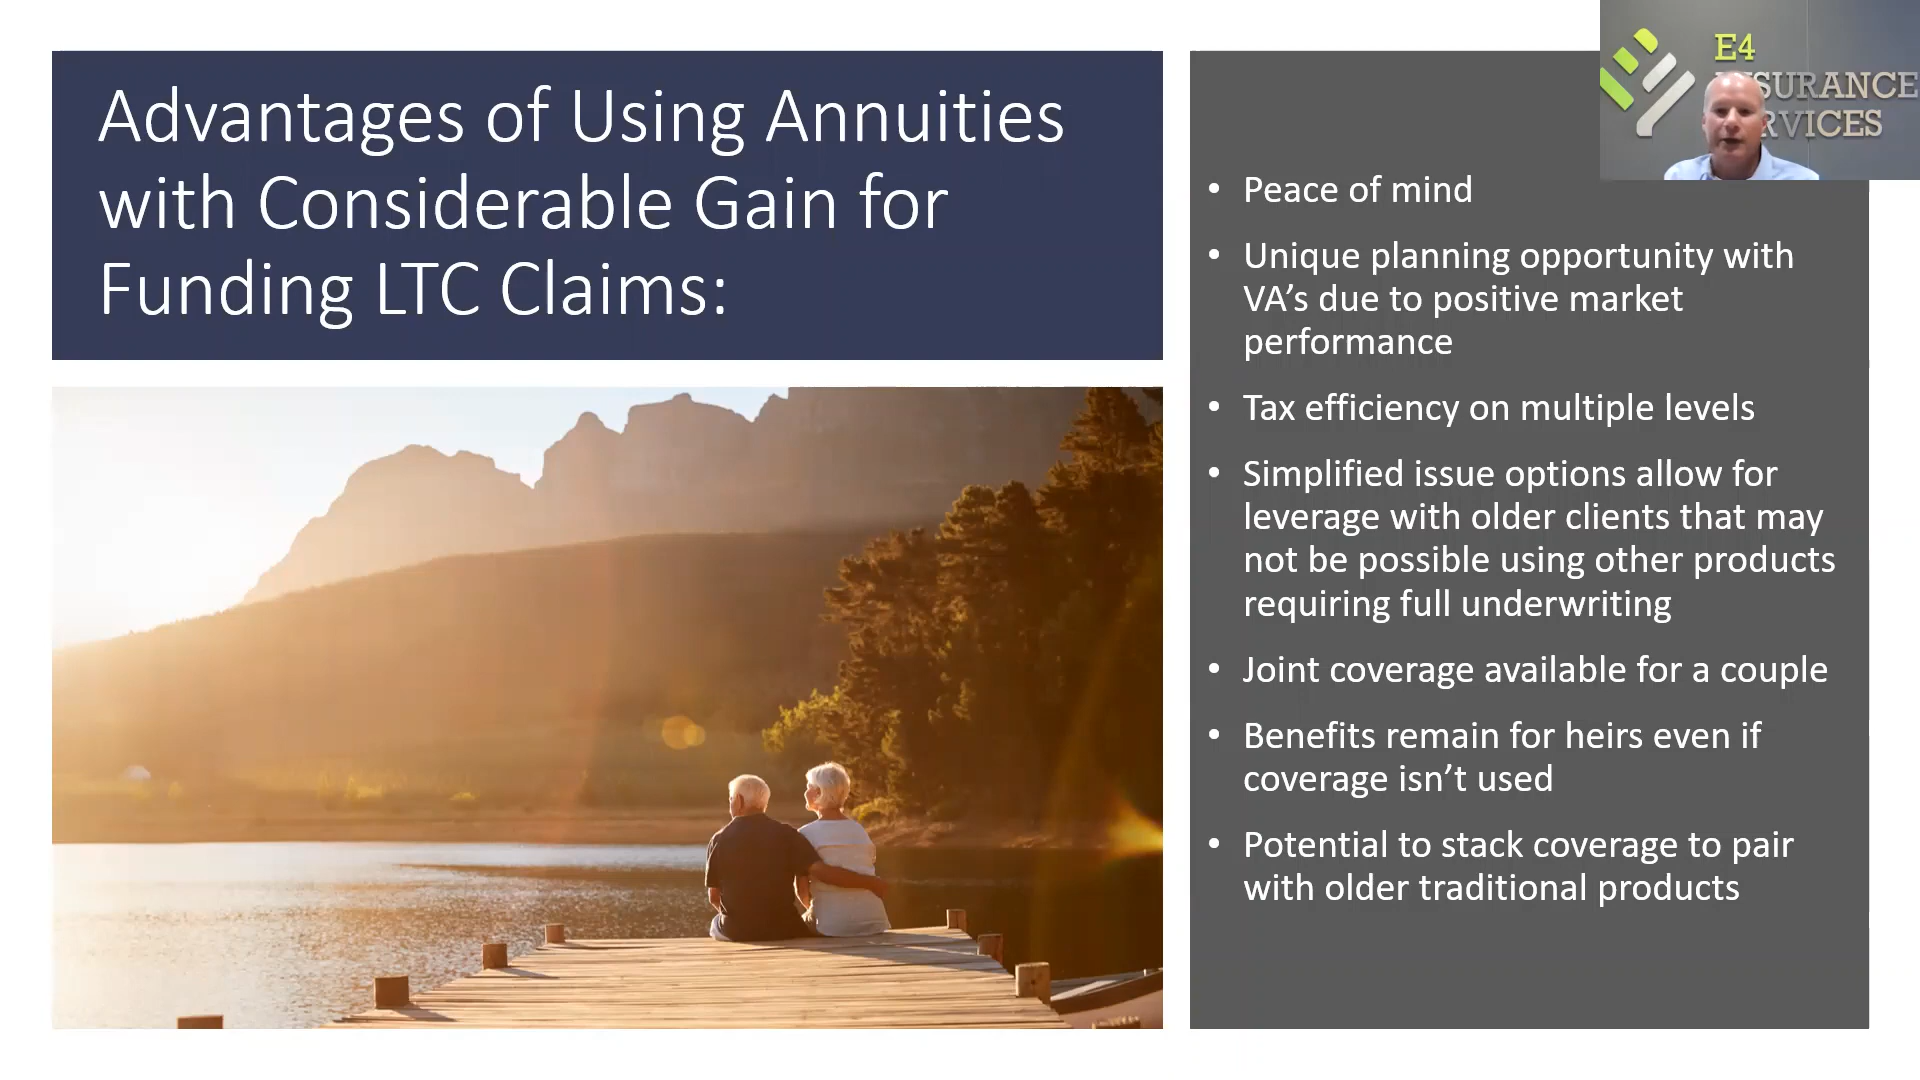 Advantages of Using Annuities
with Considerable Gain for
Funding LTC Claims:
E4
SURANCE
RVICES
• Peace of mind
• Unique planning opportunity with
VA’s due to positive market
performance
• Tax efficiency on multiple levels
• Simplified issue options allow for
leverage with older clients that may
not be possible using other products
requiring full underwriting
• Joint coverage available for a couple
• Benefits remain for heirs even if
coverage isn’t used
• Potential to stack coverage to pair
with older traditional products